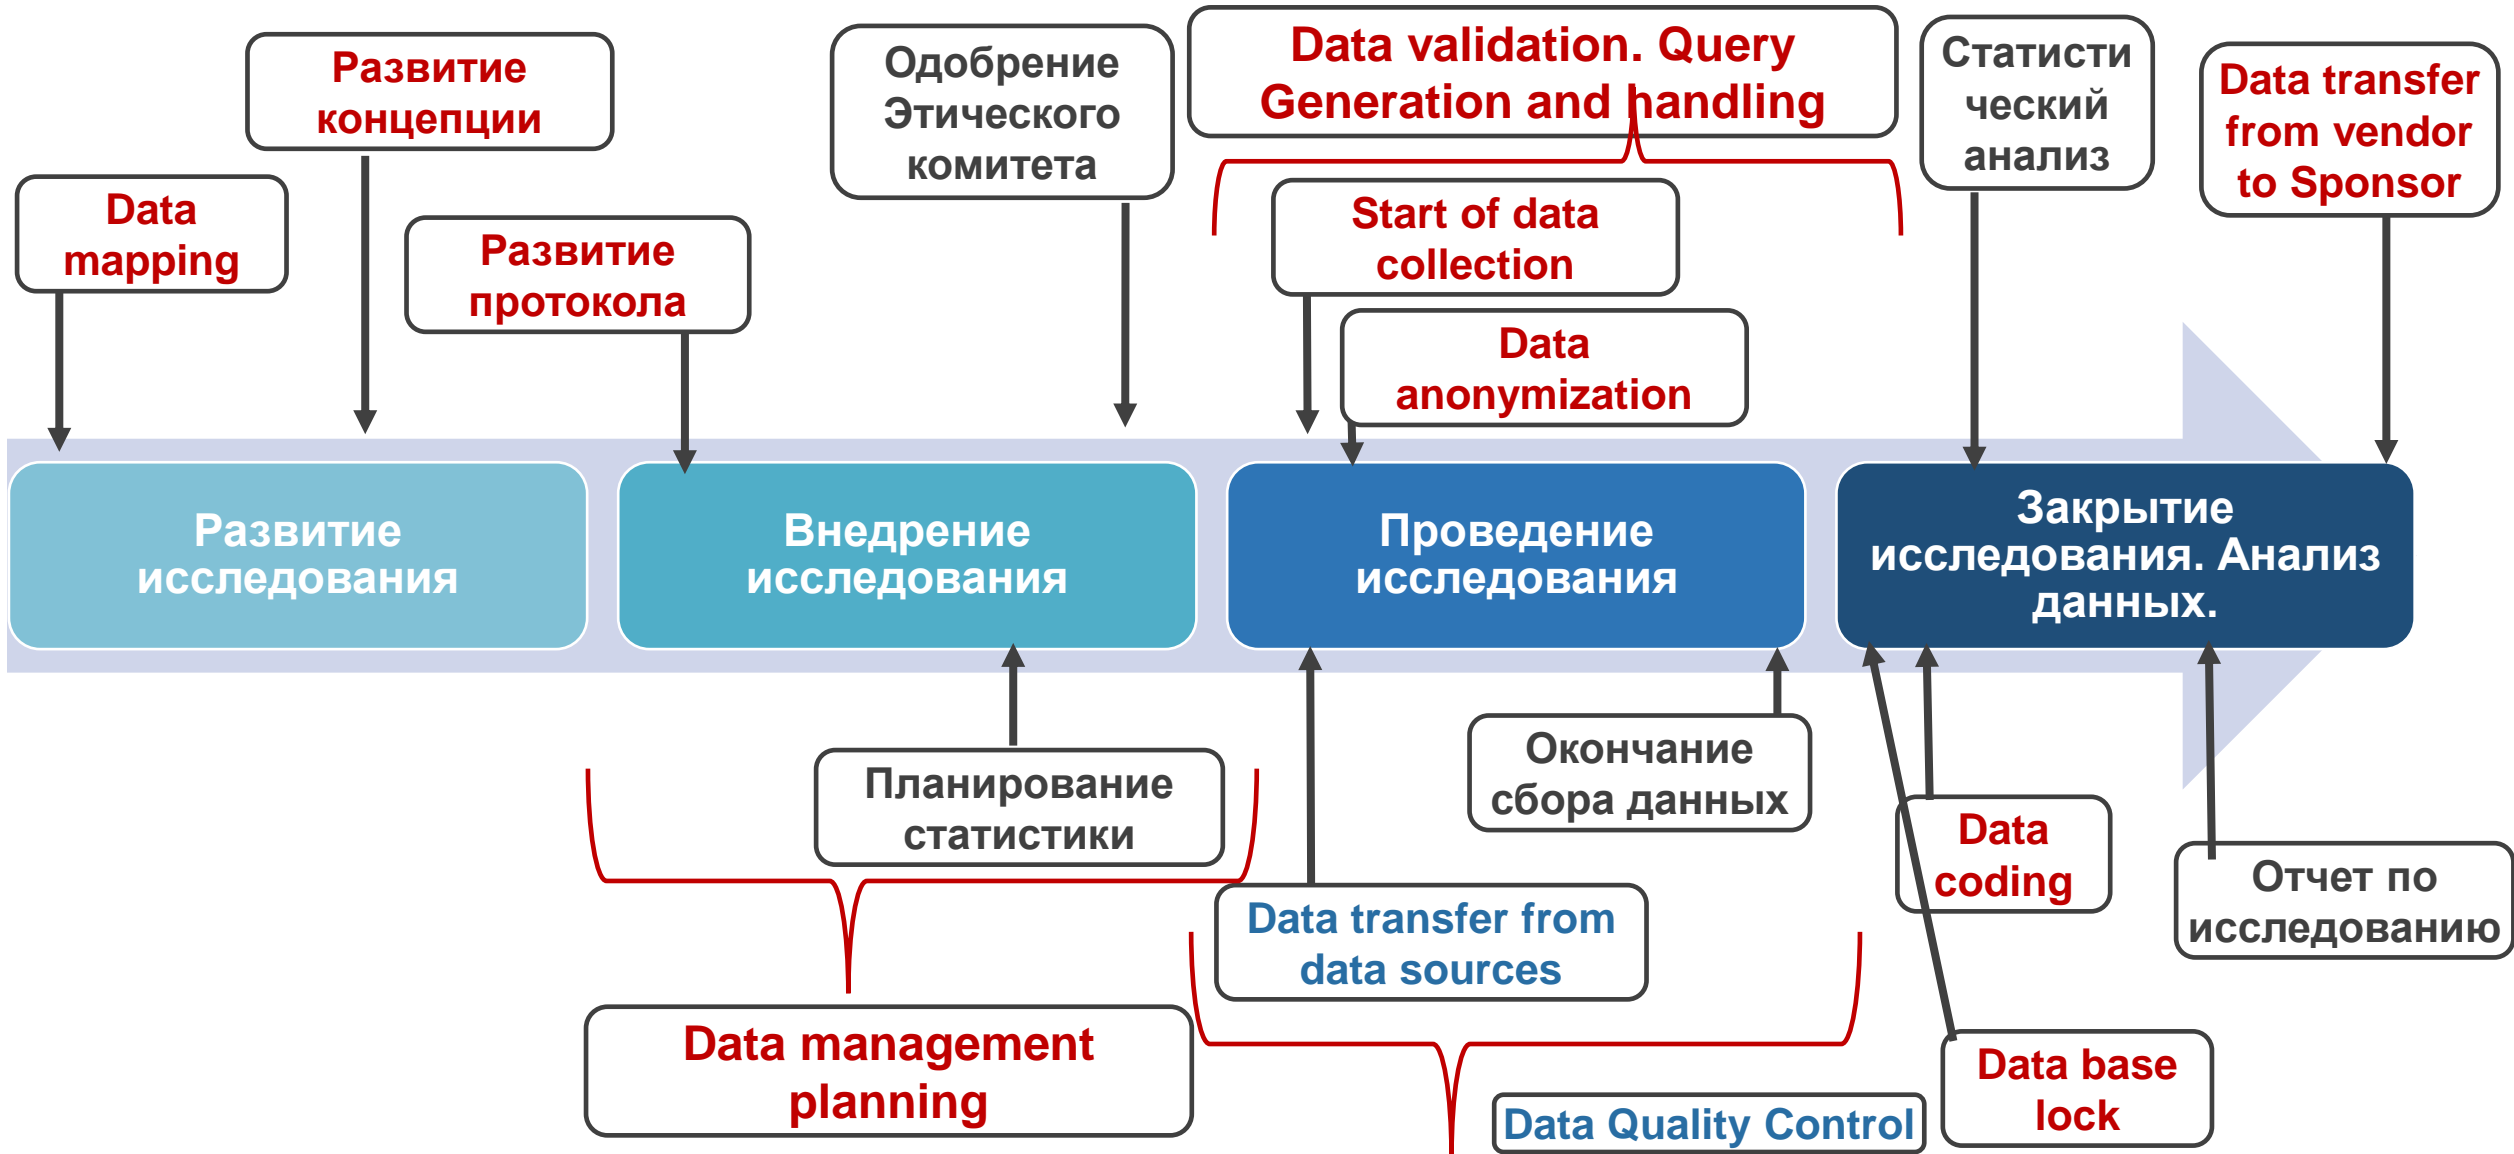 Data
mapping
Развитие
концепции
Развитие
протокола
Одобрение
Этического
комитета
Data validation. Query
Generation and handling
Start of data
collection
Data
anonymization
Статисти
ческий
анализ
Data transfer
from vendor
to Sponsor
Развитие
исследования
Внедрение
исследования
Проведение
исследования
Закрытие
исследования. Анализ
данных.
Планирование
статистики
Data management
planning
Data transfer from
data sources
Окончание
сбора данных
Data Quality Control
Data
coding
Data base
lock
Отчет по
исследованию